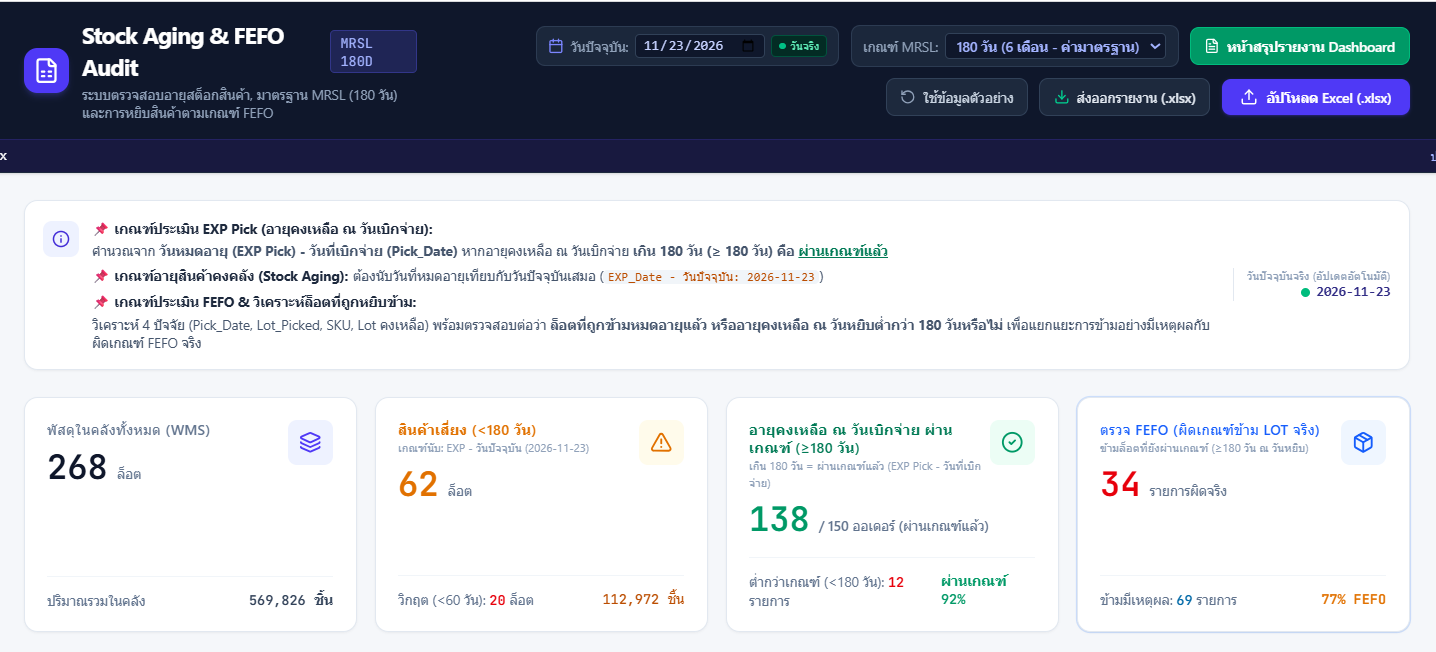 Stock Aging & FEFO
Audit
MRSL
180D
ระบบตรวจสอบอายุสต็อกสินค้า, มาตรฐาน MRSL (180 วัน)
และการหยิบสินค้าตามเกณฑ์ FEFO
วันปัจจุบัน: 11/23/2026 วันจริง
เกณฑ์ MRSL: 180 วัน (6 เดือน - ค่ามาตรฐาน)
หน้าสรุปรายงาน Dashboard
ใช้ข้อมูลตัวอย่าง
ส่งออกรายงาน (.xlsx)
อัปโหลด Excel (.xlsx)
x
📌 เกณฑ์ประเมิน EXP Pick (อายุคงเหลือ ณ วันเบิกจ่าย):
คำนวณจาก วันหมดอายุ (EXP Pick) - วันที่เบิกจ่าย (Pick_Date) หากอายุคงเหลือ ณ วันเบิกจ่าย เกิน 180 วัน (≥ 180 วัน) คือ ผ่านเกณฑ์แล้ว
📌 เกณฑ์อายุสินค้าคงคลัง (Stock Aging): ต้องนับวันที่หมดอายุเทียบกับวันปัจจุบันเสมอ ( EXP_Date - วันปัจจุบัน: 2026-11-23 )
📌 เกณฑ์ประเมิน FEFO & วิเคราะห์ล็อตที่ถูกหยิบข้าม:
วิเคราะห์ 4 ปัจจัย (Pick_Date, Lot_Picked, SKU, Lot คงเหลือ) พร้อมตรวจสอบต่อว่า ล็อตที่ถูกข้ามหมดอายุแล้ว หรืออายุคงเหลือ ณ วันหยิบต่ำกว่า 180 วันหรือไม่ เพื่อแยกแยะการข้ามอย่างมีเหตุผลกับ
ผิดเกณฑ์ FEFO จริง
วันปัจจุบันจริง (อัปเดตอัตโนมัติ)
2026-11-23
พัสดุในคลังทั้งหมด (WMS)
268 ล็อต
ปริมาณรวมในคลัง 569,826 ชิ้น
สินค้าเสี่ยง (<180 วัน)
เกณฑ์นับ: EXP - วันปัจจุบัน (2026-11-23)
62 ล็อต
วิกฤต (<60 วัน): 20 ล็อต 112,972 ชิ้น
อายุคงเหลือ ณ วันเบิกจ่าย ผ่าน
เกณฑ์ (≥180 วัน)
เกิน 180 วัน = ผ่านเกณฑ์แล้ว (EXP Pick - วันที่เบิก
จ่าย)
138 / 150 ออเดอร์ (ผ่านเกณฑ์แล้ว)
ต่ำกว่าเกณฑ์ (<180 วัน): 12
รายการ
ผ่านเกณฑ์
92%
ตรวจ FEFO (ผิดเกณฑ์ข้าม LOT จริง)
ข้ามล็อตที่ยังผ่านเกณฑ์ (≥180 วัน ณ วันหยิบ)
34 รายการผิดจริง
ข้ามมีเหตุผล: 69 รายการ 77% FEFO